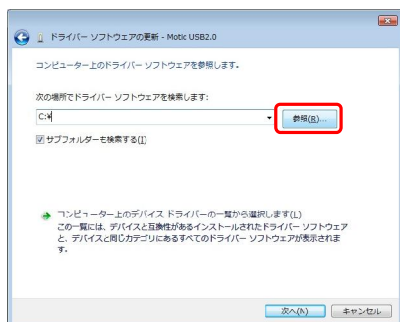 ドライバー ソフトウェアの更新 - Motic USB2.0
コンピューター上のドライバー ソフトウェアを参照します。
次の場所でドライバー ソフトウェアを検索します:
C:¥
参照(R)...
サブフォルダーも検索する(I)
コンピューター上のデバイス ドライバーの一覧から選択します(L)
この一覧には、デバイスと互換性があるインストールされたドライバー ソフトウェア
と、デバイスと同じカテゴリにあるすべてのドライバー ソフトウェアが表示されま
す。
次へ(N)
キャンセル